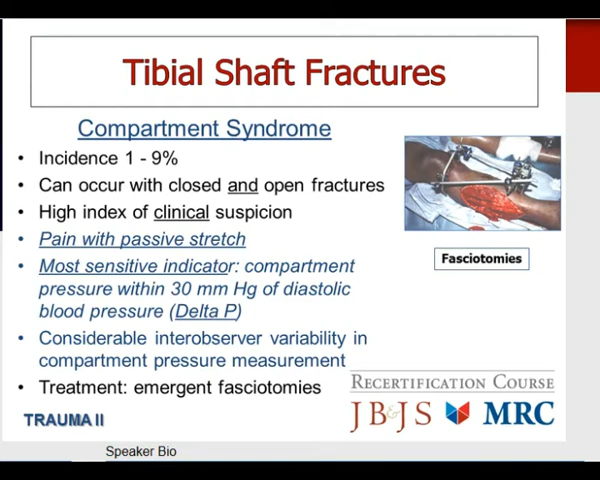 Tibial Shaft Fractures
Compartment Syndrome
• Incidence 1 - 9%
• Can occur with closed and open fractures
• High index of clinical suspicion
• Pain with passive stretch
• Most sensitive indicator: compartment
pressure within 30 mm Hg of diastolic
blood pressure (Delta P)
• Considerable interobserver variability in
compartment pressure measurement
• Treatment: emergent fasciotomies
Fasciotomies
RECERTIFICATION COURSE
JB&JS MRC
TRAUMA II
Speaker Bio